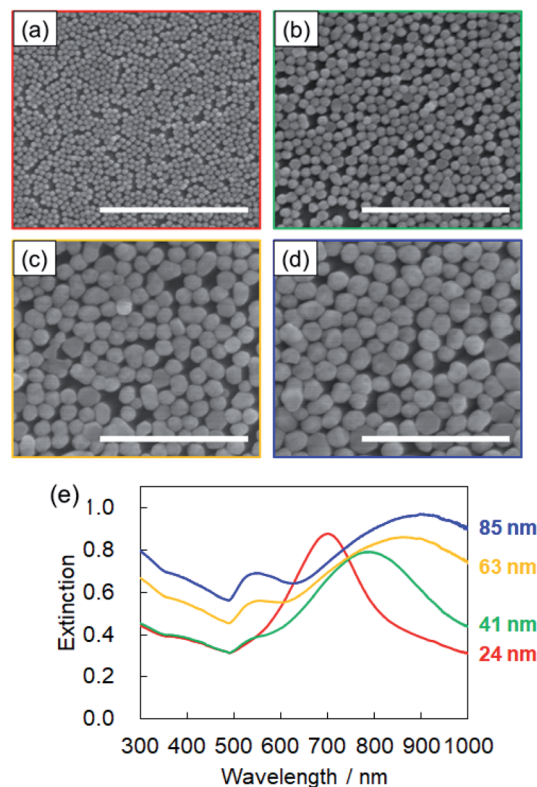 (a)
(b)
(c)
(d)
(e)
1.0
0.8
0.6
0.4
0.2
0.0
Extinction
85 nm
63 nm
41 nm
24 nm
300 400 500 600 700 800 900 1000
Wavelength / nm